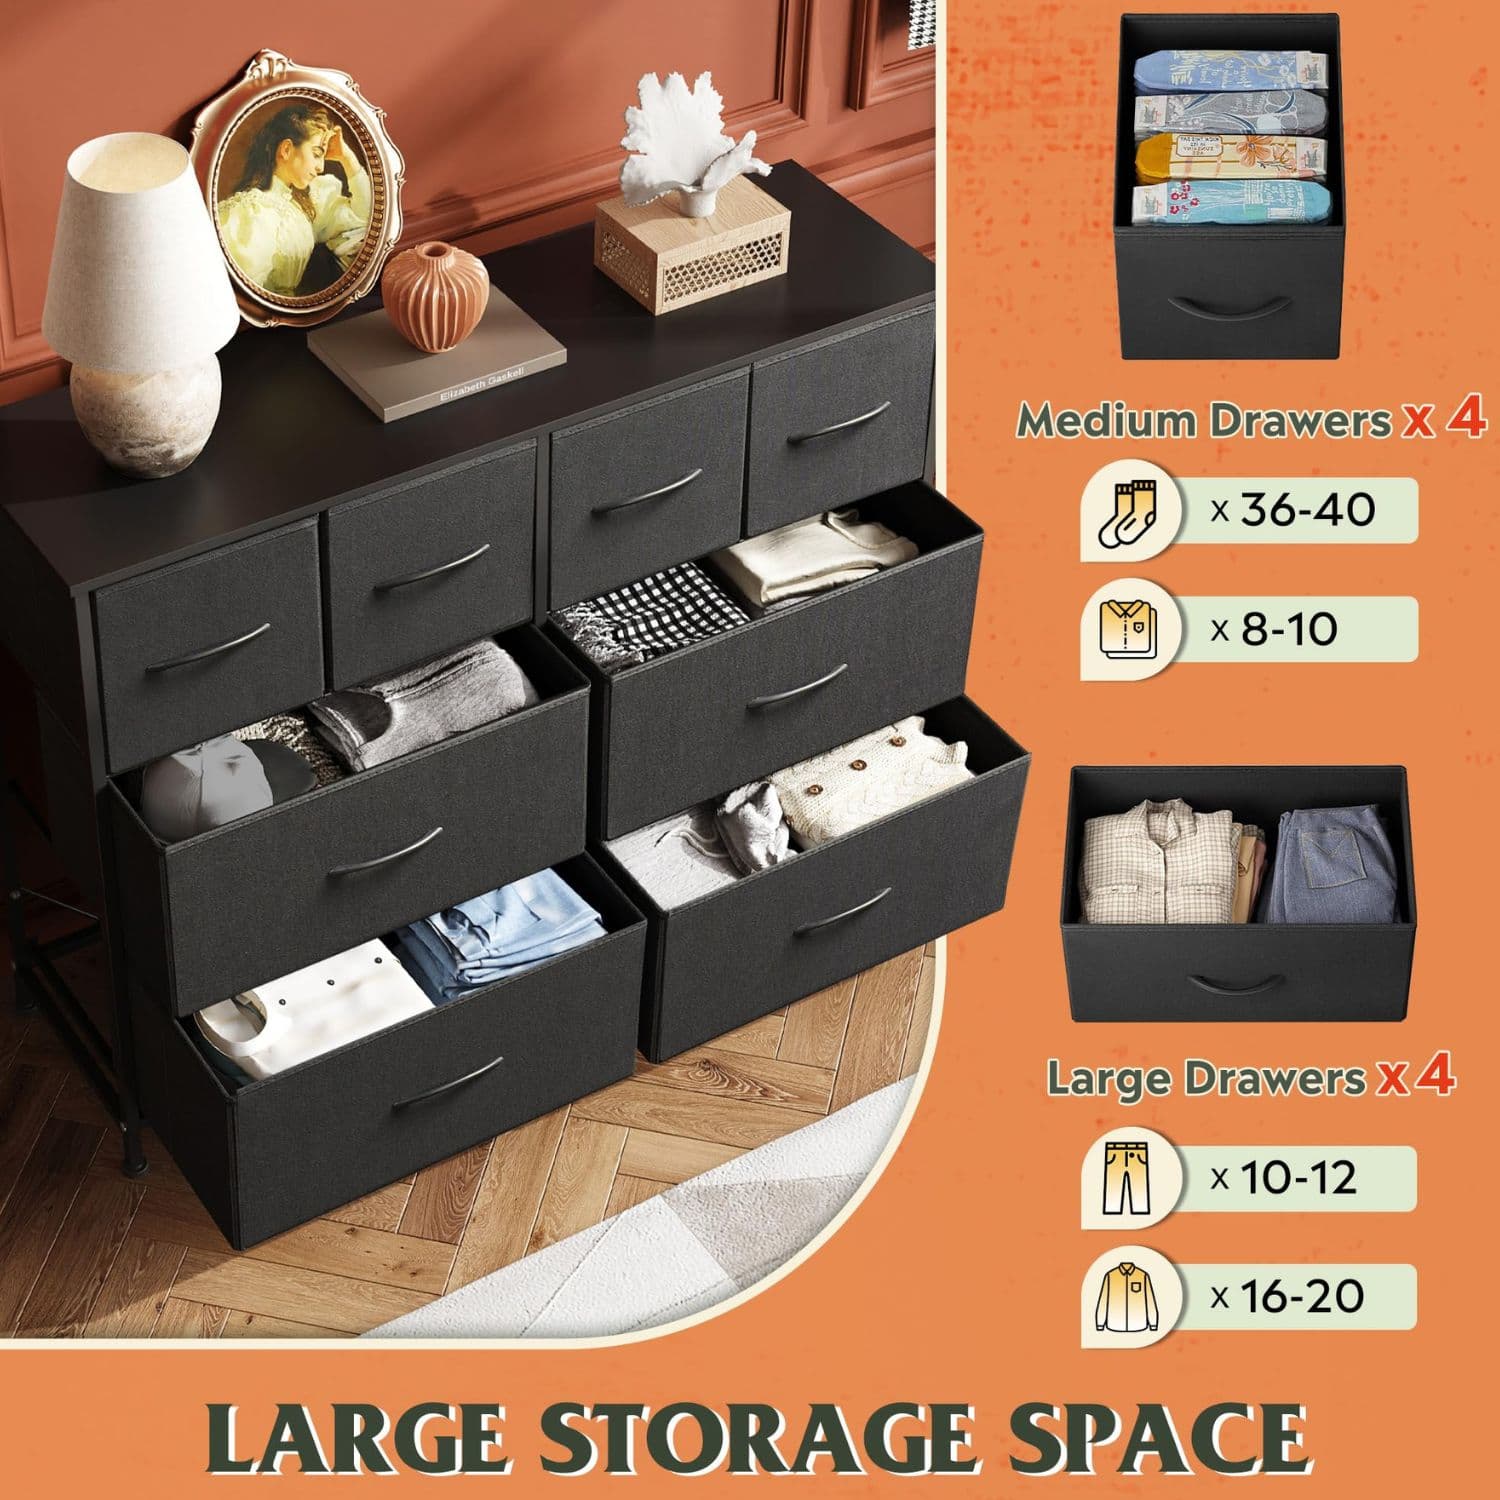 Elizabeth Gaskell
Medium Drawers x 4
x 36-40
x 8-10
Large Drawers x 4
x 10-12
x 16-20
LARGE STORAGE SPACE